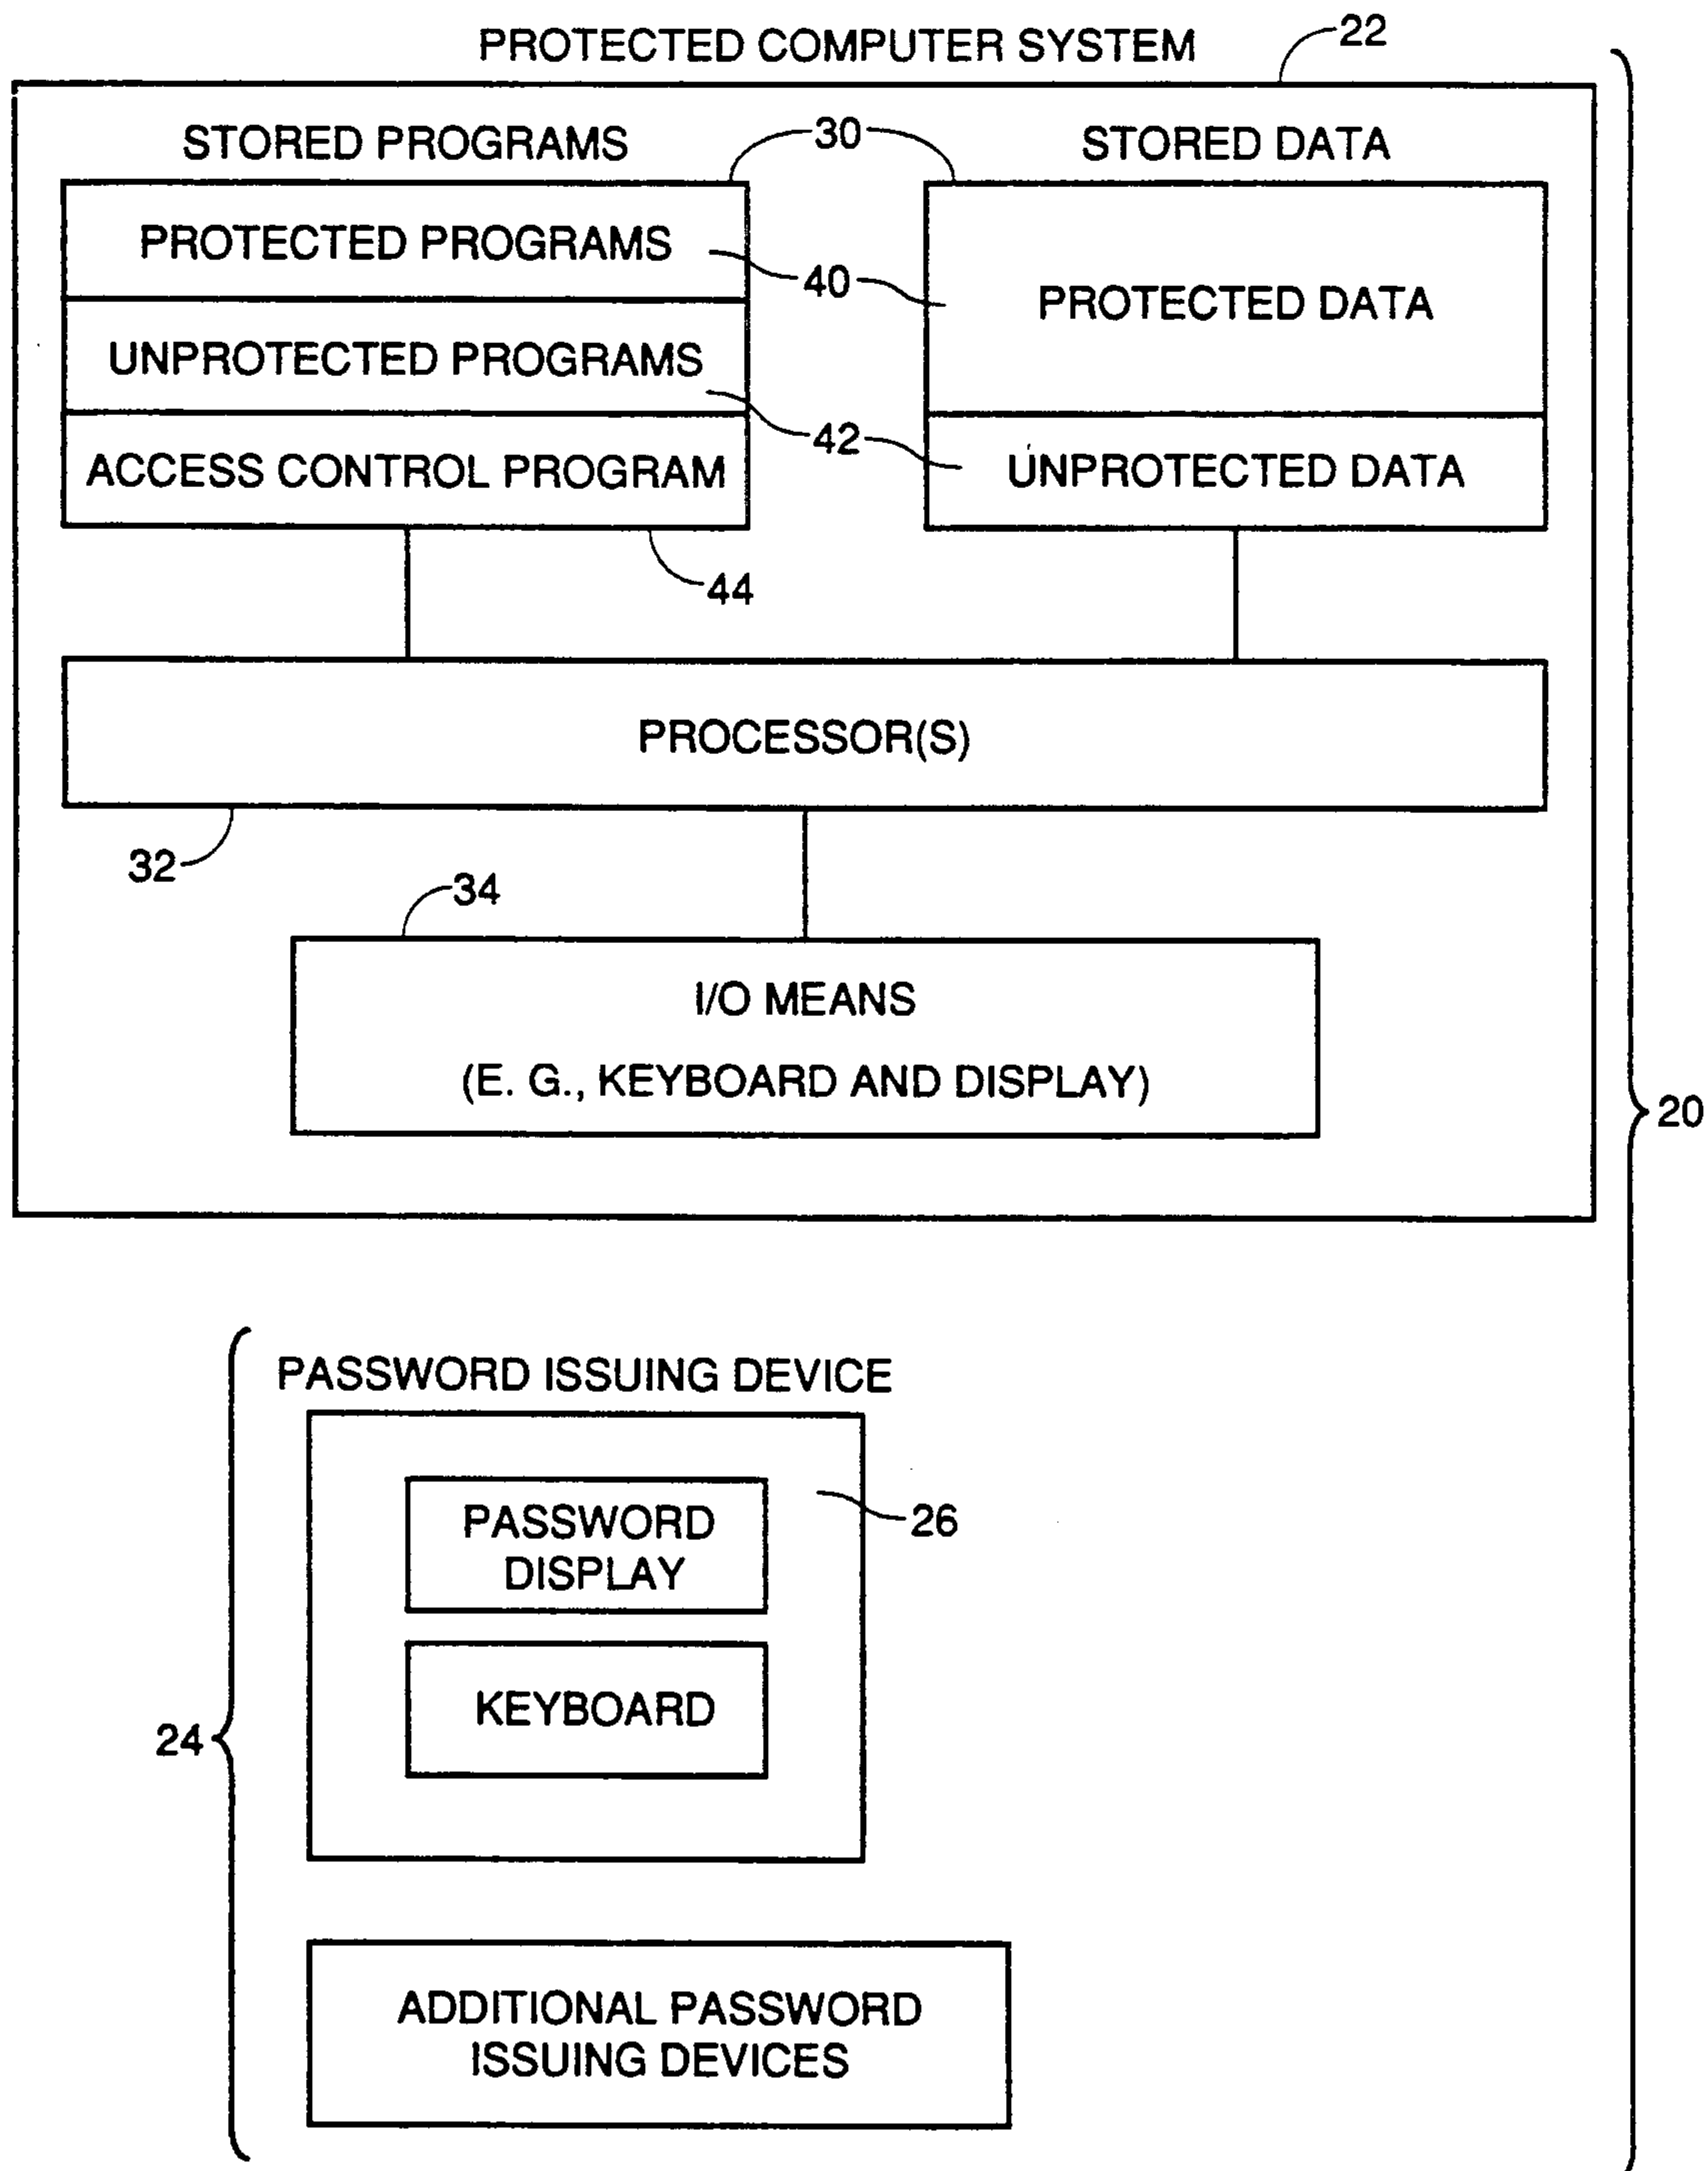 PROTECTED COMPUTER SYSTEM
22
STORED PROGRAMS
30
STORED DATA
PROTECTED PROGRAMS
40
PROTECTED DATA
UNPROTECTED PROGRAMS
42
ACCESS CONTROL PROGRAM
UNPROTECTED DATA
44
PROCESSOR(S)
32
34
I/O MEANS
(E. G., KEYBOARD AND DISPLAY)
20
PASSWORD ISSUING DEVICE
PASSWORD
DISPLAY
26
KEYBOARD
24
ADDITIONAL PASSWORD
ISSUING DEVICES